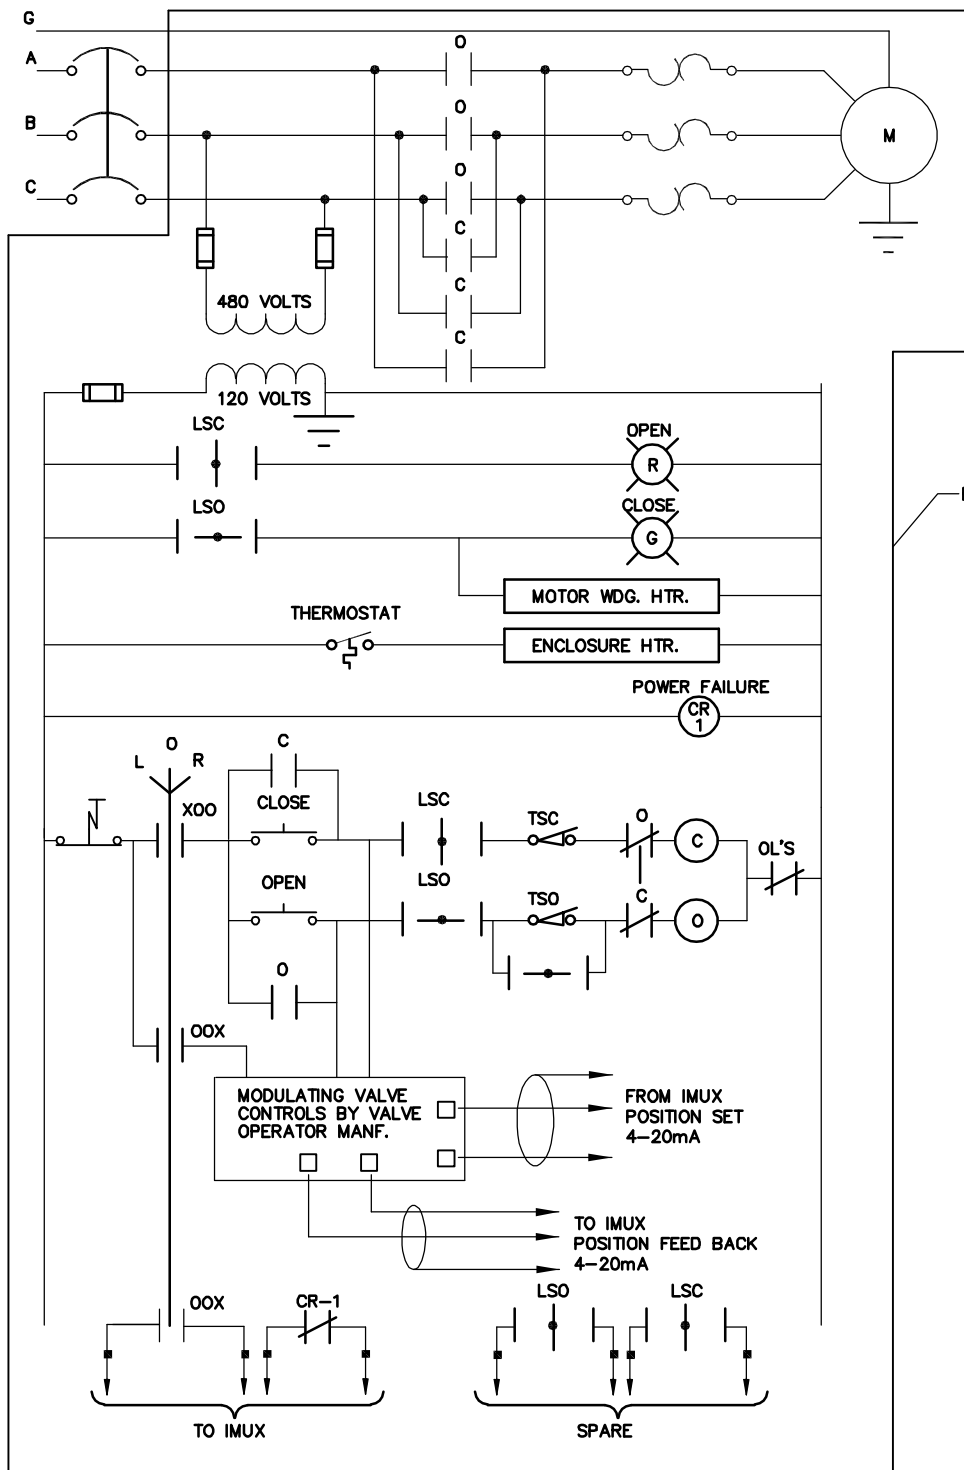 G
A
O
B
O
M
C
O
C
480 VOLTS
C
C
120 VOLTS
LSC
OPEN
R
LSO
CLOSE
G
MOTOR WDG. HTR.
THERMOSTAT
ENCLOSURE HTR.
POWER FAILURE
CR
1
O
L
R
C
XOO
CLOSE
LSC
TSC
O
C
OL'S
OPEN
LSO
TSO
C
O
O
OOX
MODULATING VALVE
CONTROLS BY VALVE
OPERATOR MANF.
FROM IMUX
POSITION SET
4-20mA
TO IMUX
POSITION FEED BACK
4-20mA
OOX
CR-1
LSO
LSC
TO IMUX
SPARE